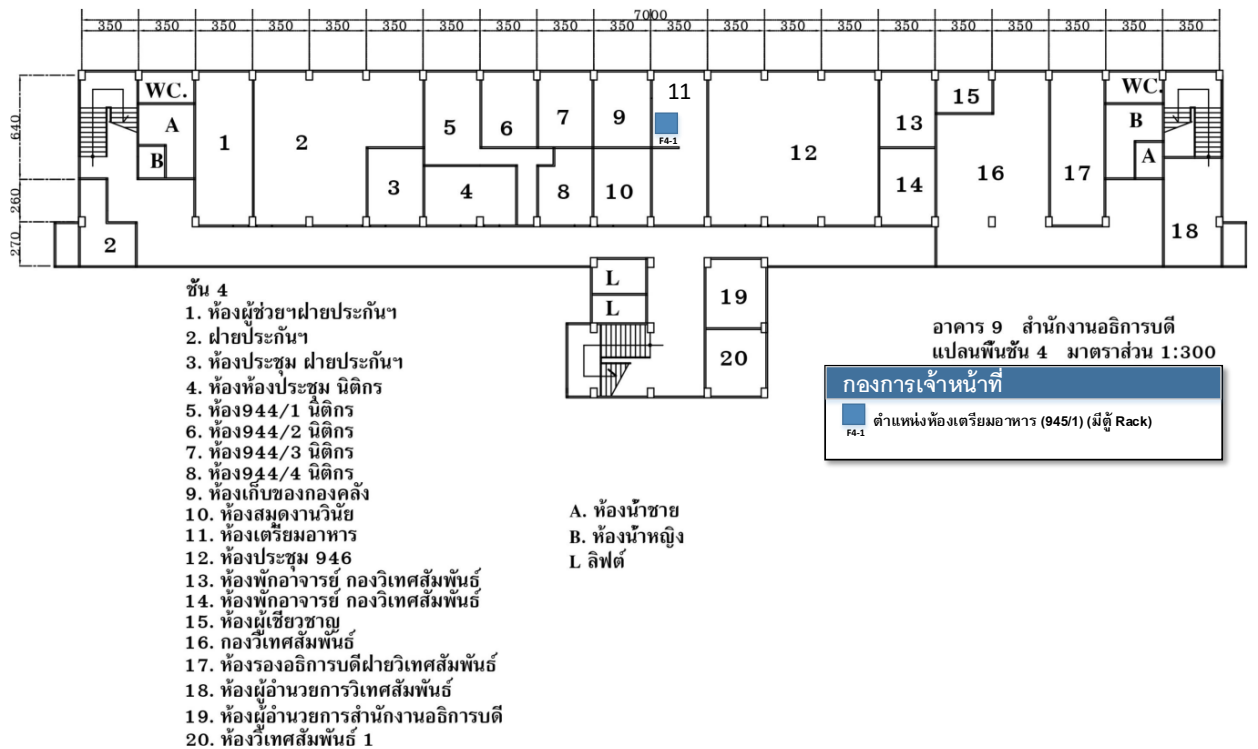 7000
350 350 350 350 350 350 350 350 350 350 350 350 350 350 350 350 350 350 350 350
640
260
270
WC.
A
B
1
2
3
5
4
6
7
8
9
10
11
F4-1
12
13
14
15
16
17
WC.
B
A
18
2
L
L
19
20
ชั้น 4
1. ห้องผู้ช่วยฯฝ่ายประกันฯ
2. ฝ่ายประกันฯ
3. ห้องประชุม ฝ่ายประกันฯ
4. ห้องห้องประชุม นิติกร
5. ห้อง944/1 นิติกร
6. ห้อง944/2 นิติกร
7. ห้อง944/3 นิติกร
8. ห้อง944/4 นิติกร
9. ห้องเก็บของกองคลัง
10. ห้องสมุดงานวินัย
11. ห้องเตรียมอาหาร
12. ห้องประชุม 946
13. ห้องพักอาจารย์ กองวิเทศสัมพันธ์
14. ห้องพักอาจารย์ กองวิเทศสัมพันธ์
15. ห้องผู้เชียวชาญ
16. กองวิเทศสัมพันธ์
17. ห้องรองอธิการบดีฝ่ายวิเทศสัมพันธ์
18. ห้องผู้อำนวยการวิเทศสัมพันธ์
19. ห้องผู้อำนวยการสำนักงานอธิการบดี
20. ห้องวิเทศสัมพันธ์ 1
A. ห้องน้ำชาย
B. ห้องน้ำหญิง
L ลิฟต์
อาคาร 9 สำนักงานอธิการบดี
แปลนพื้นชั้น 4 มาตราส่วน 1:300
กองการเจ้าหน้าที่
F4-1 ตำแหน่งห้องเตรียมอาหาร (945/1) (มีตู้ Rack)